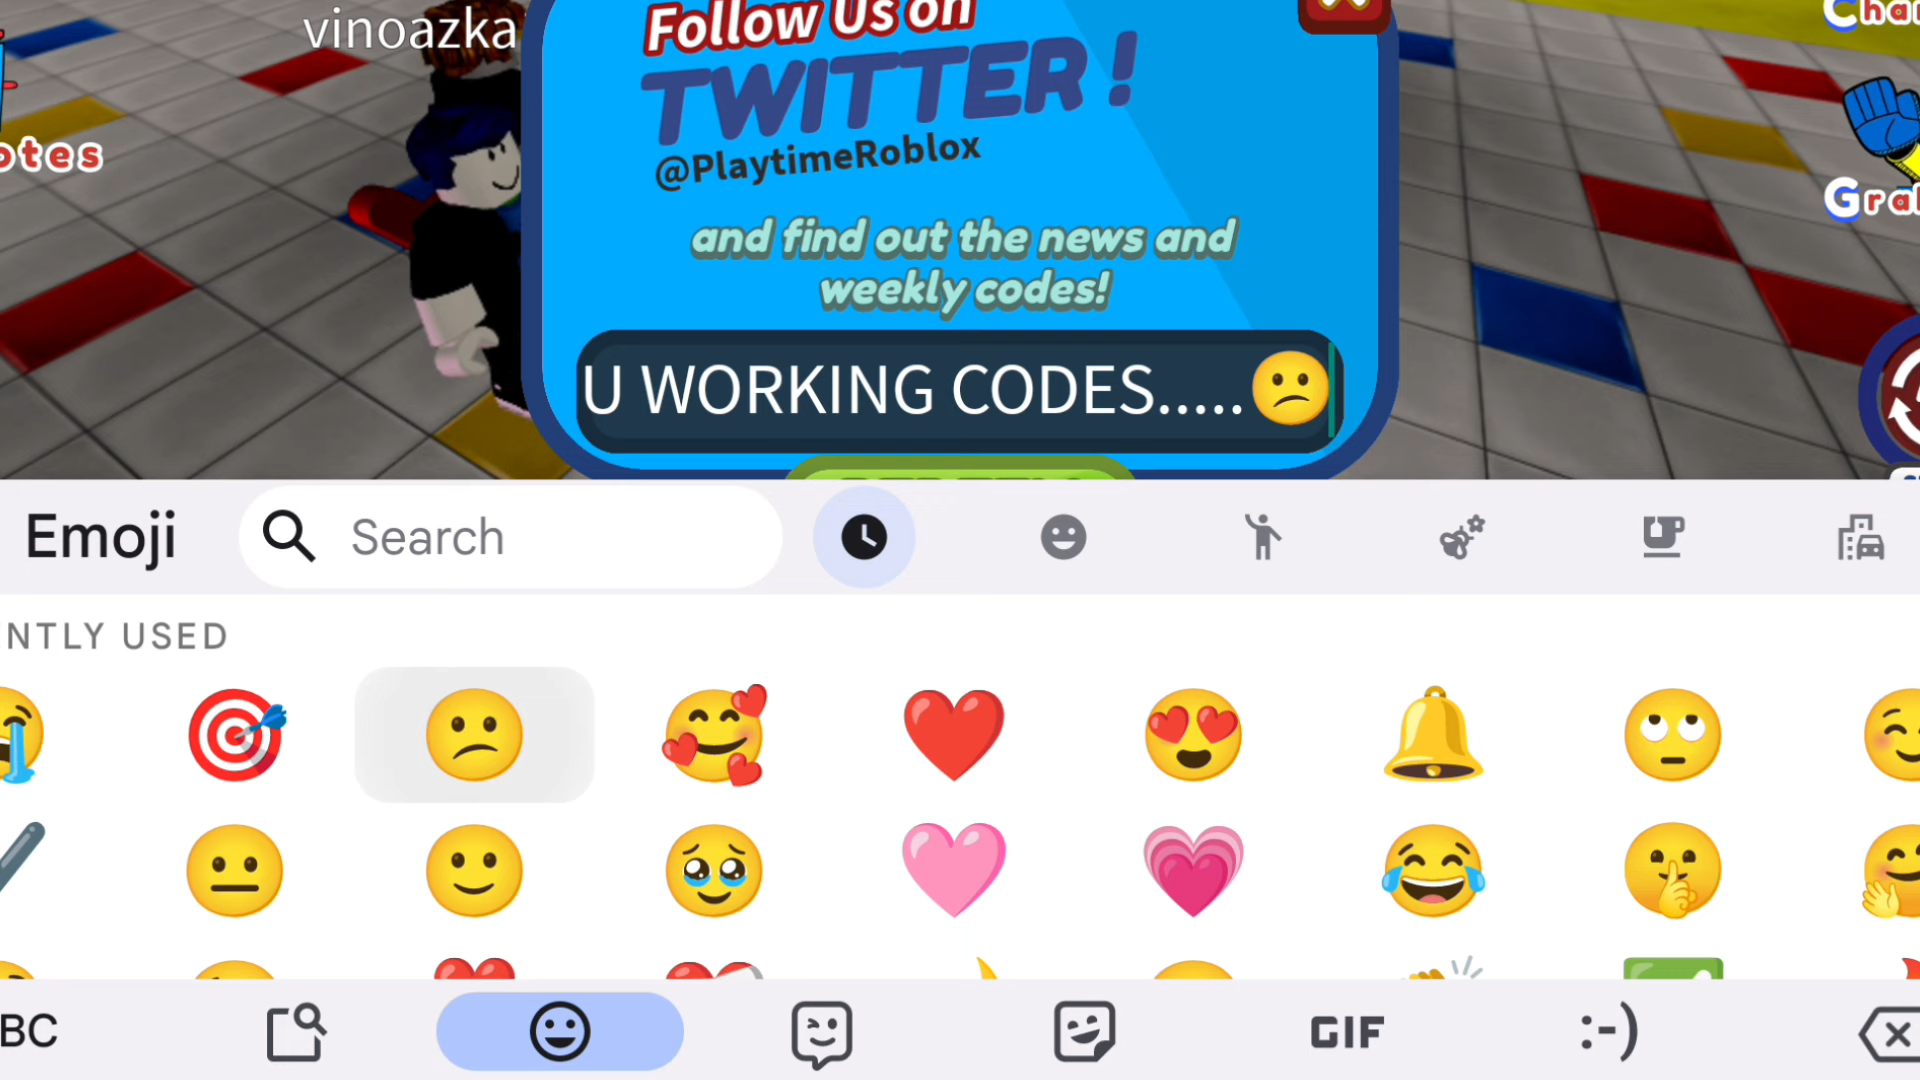 vinoazka
Follow Us on
TWITTER!
@PlaytimeRoblox
and find out the news and
weekly codes!
U WORKING CODES.....😕
Emoji
Search
NTLY USED
GIF
:-)